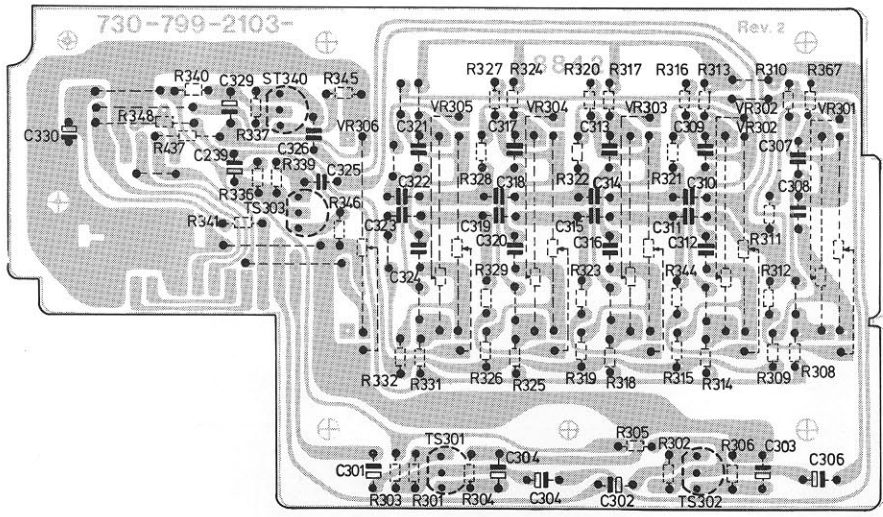 730-799-2103-
Rev. 2
R340 C329 ST340 R345 R327 R324 R320 R317 R316 R313 R310 R367
R348 VR305 VR304 VR303 VR302 VR302 VR301
C330 R437 R337 C326 VR306 C321 C317 C313 C309 C307
C239 R339 C325 R328 R322 R321
R336 C322 C318 C314 C310 C308
R341 TS303 R346 C323 C319 C315 C311 R311
C320 C316 C312
C324 R329 R323 R344 R312
R332 R331 R326 R325 R319 R318 R315 R314 R309 R308
TS301 C304 R305 R302 R306 C303 C306
C301 R303 R301 R304 C304 C302 TS302